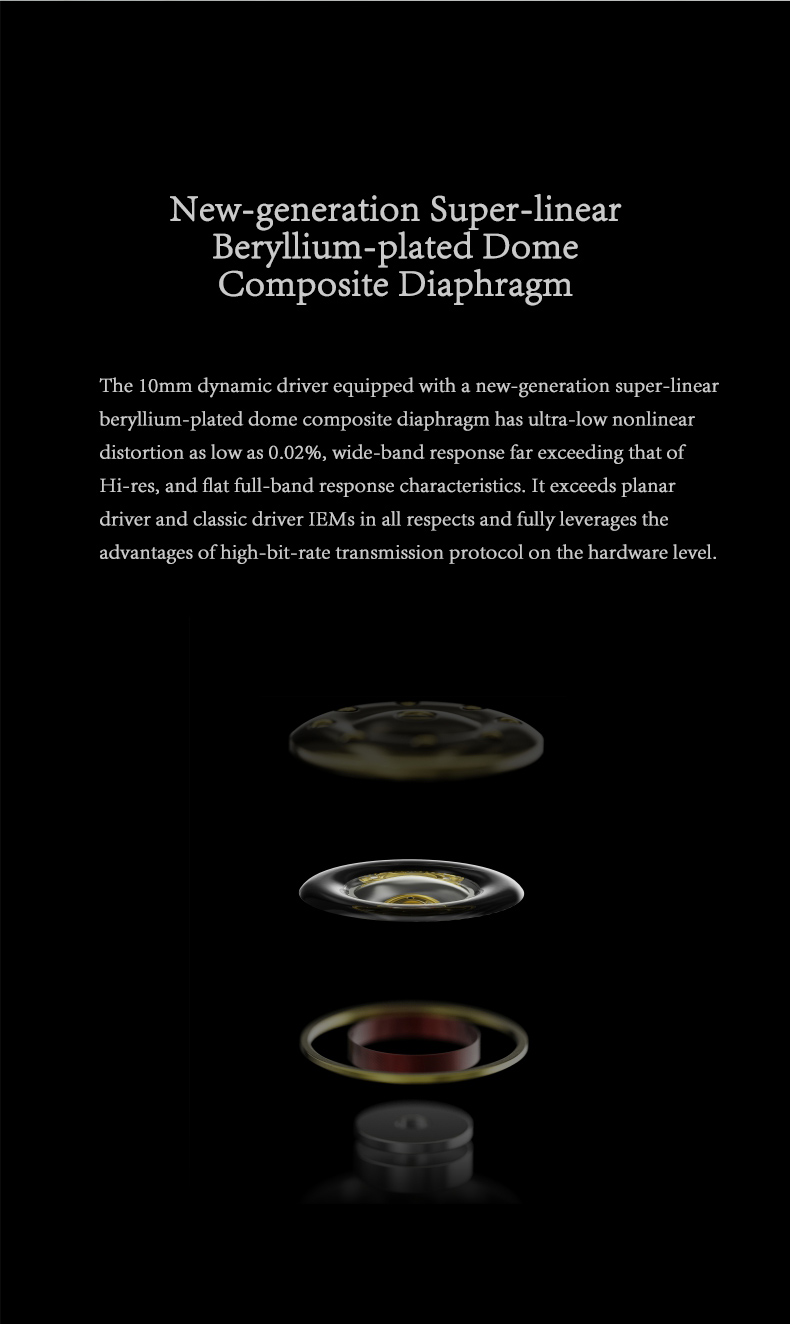 New-generation Super-linear
Beryllium-plated Dome
Composite Diaphragm
The 10mm dynamic driver equipped with a new-generation super-linear
beryllium-plated dome composite diaphragm has ultra-low nonlinear
distortion as low as 0.02%, wide-band response far exceeding that of
Hi-res, and flat full-band response characteristics. It exceeds planar
driver and classic driver IEMs in all respects and fully leverages the
advantages of high-bit-rate transmission protocol on the hardware level.